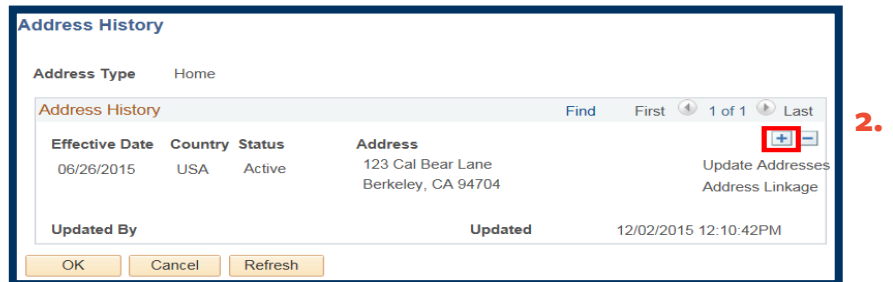 Address History
Address Type Home
Address History Find First 1 of 1 Last
2.
Effective Date Country Status Address
06/26/2015 USA Active 123 Cal Bear Lane Update Addresses
Berkeley, CA 94704 Address Linkage
Updated By Updated 12/02/2015 12:10:42PM
OK Cancel Refresh